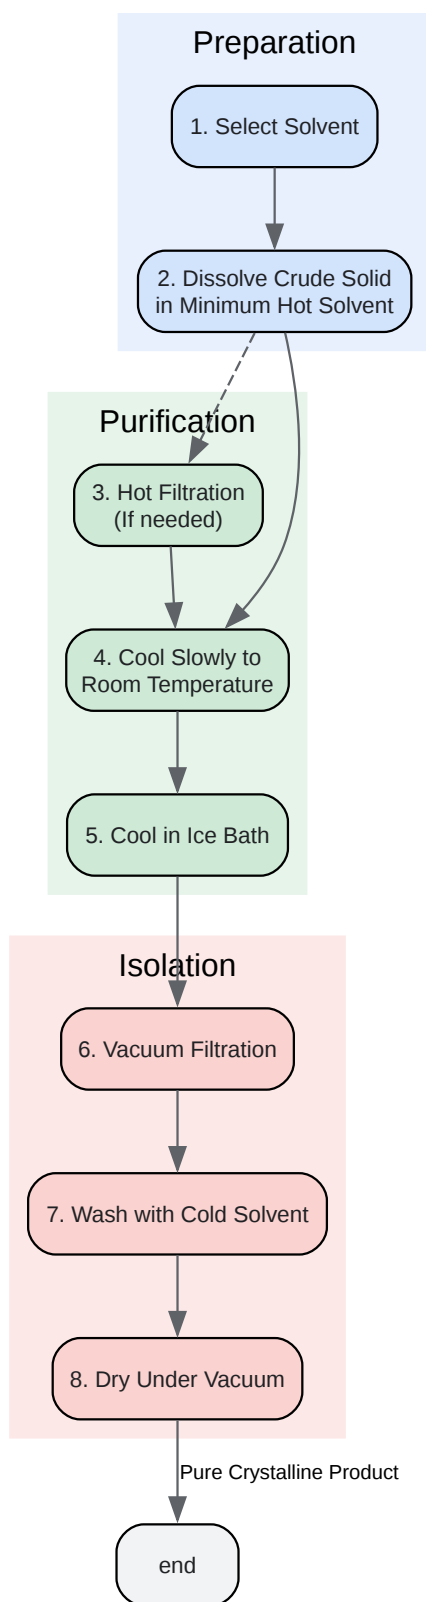 Preparation
1. Select Solvent
2. Dissolve Crude Solid
in Minimum Hot Solvent
Purification
3. Hot Filtration
(If needed)
4. Cool Slowly to
Room Temperature
5. Cool in Ice Bath
Isolation
6. Vacuum Filtration
7. Wash with Cold Solvent
8. Dry Under Vacuum
Pure Crystalline Product
end